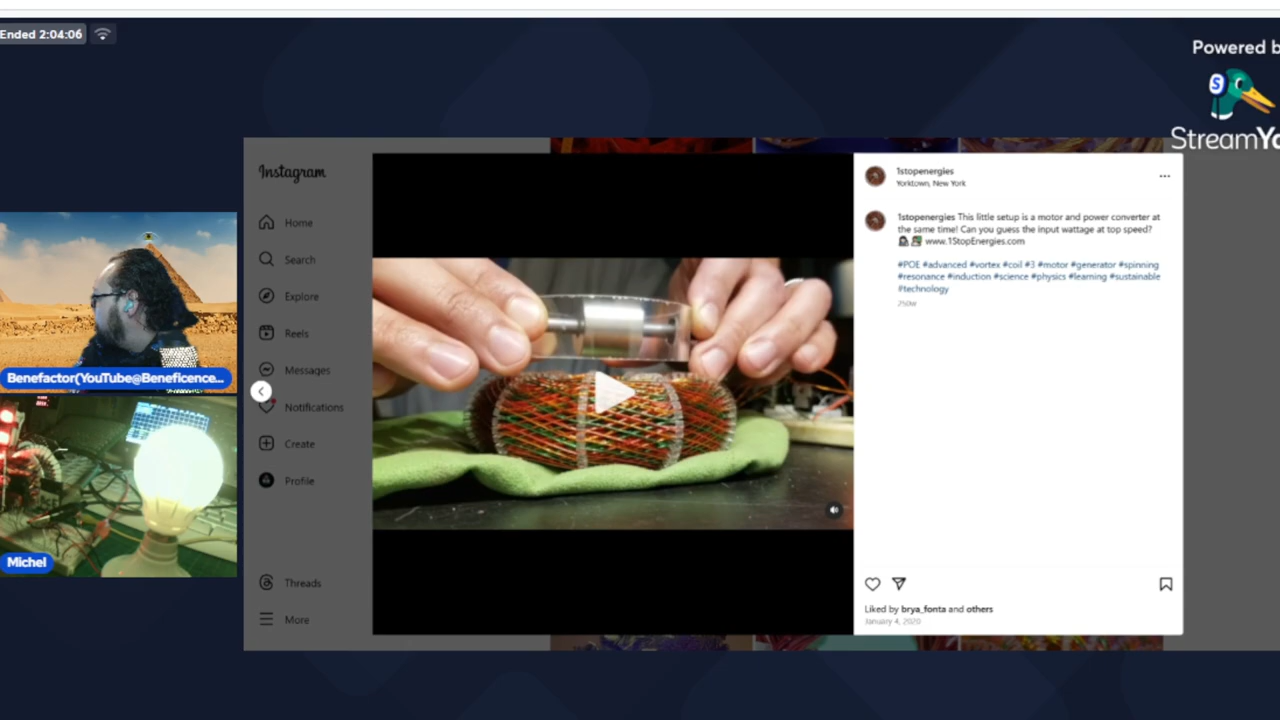 Ended 2:04:06
Powered b
S
StreamYa
Instagram
Home
Search
Explore
Reels
Messages
Notifications
Create
Profile
Threads
More
1stopenergies
Yorktown, New York
1stopenergies This little setup is a motor and power converter at
the same time! Can you guess the input wattage at top speed?
www.1StopEnergies.com
#POE #advanced #vortex #coil #3 #motor #generator #spinning
#resonance #induction #science #physics #learning #sustainable
#technology
250w
Liked by brya_fonta and others
January 4, 2020
Benefactor(YouTube@Beneficence...
Michel